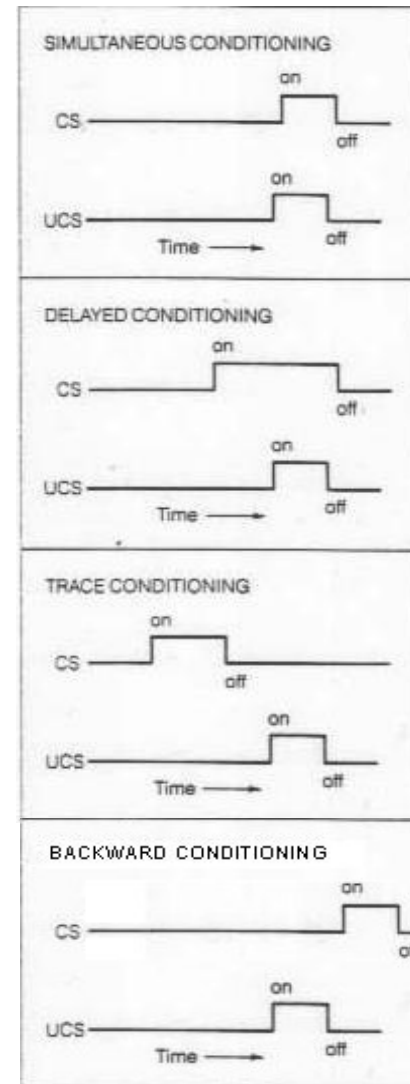 SIMULTANEOUS CONDITIONING
on
CS
off
on
UCS
off
Time
DELAYED CONDITIONING
on
CS
off
on
UCS
off
Time
TRACE CONDITIONING
on
CS
off
on
UCS
off
Time
BACKWARD CONDITIONING
on
CS
on
UCS
off
Time